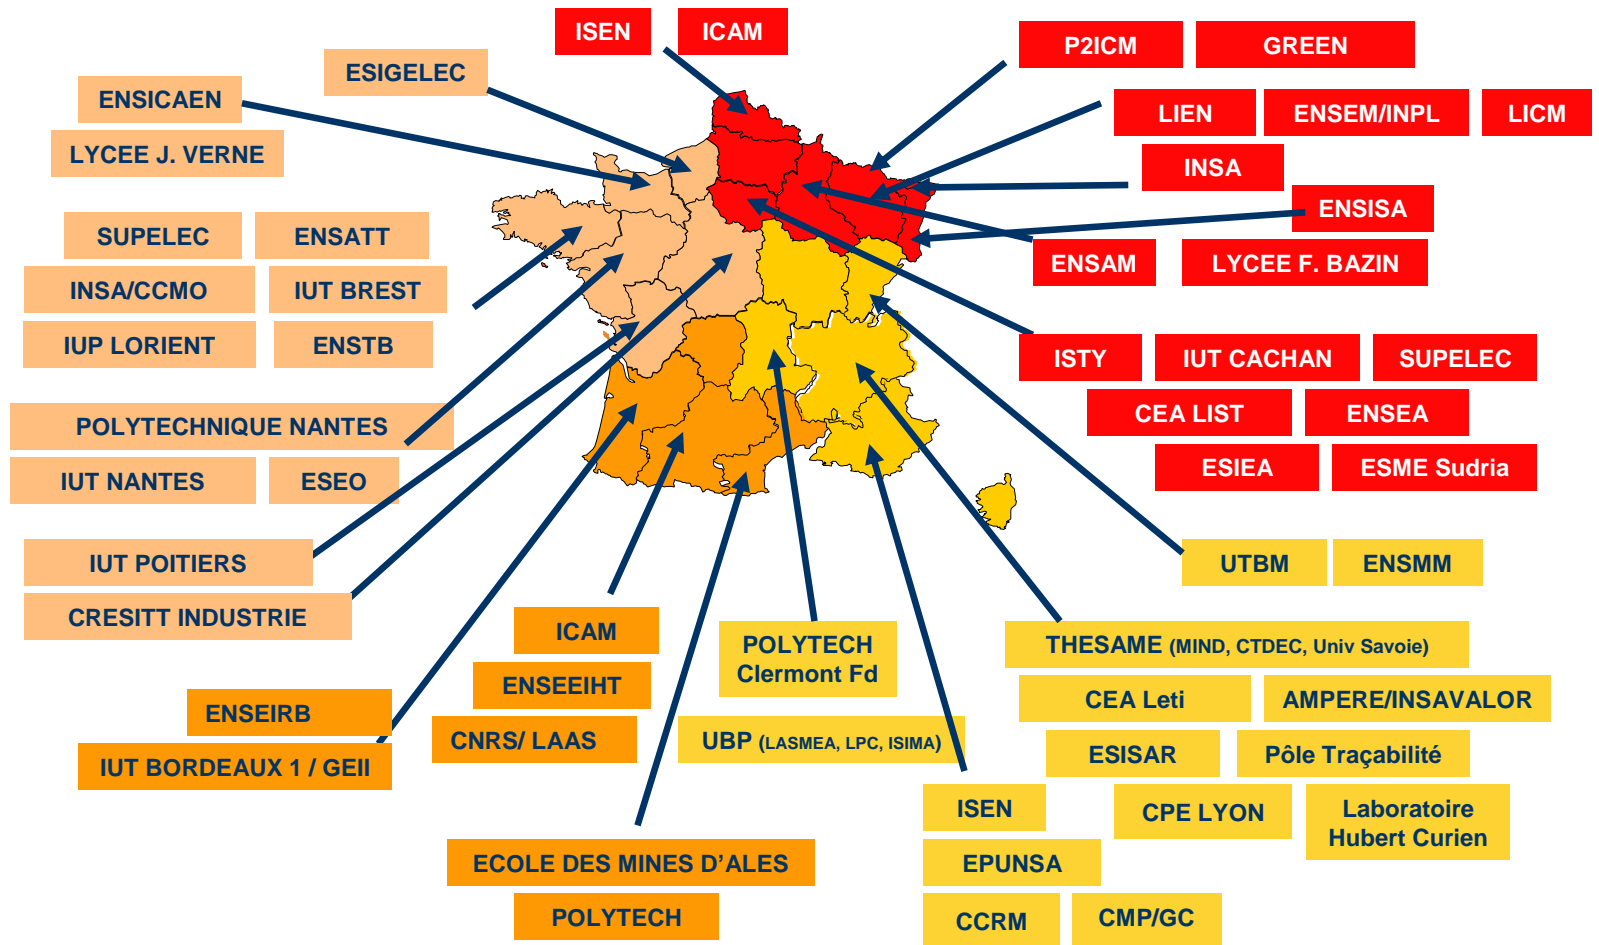 ISEN
ICAM
P2ICM
GREEN
ESIGELEC
ENSICAEN
LIEN
ENSEM/INPL
LICM
LYCEE J. VERNE
INSA
ENSISA
SUPELEC
ENSATT
ENSAM
LYCEE F. BAZIN
INSA/CCMO
IUT BREST
IUP LORIENT
ENSTB
ISTY
IUT CACHAN
SUPELEC
CEA LIST
ENSEA
POLYTECHNIQUE NANTES
IUT NANTES
ESEO
ESIEA
ESME Sudria
IUT POITIERS
UTBM
ENSMM
CRESITT INDUSTRIE
ICAM
POLYTECH
Clermont Fd
THESAME (MIND, CTDEC, Univ Savoie)
ENSEEIHT
CEA Leti
AMPERE/INSAVALOR
ENSEIRB
CNRS/ LAAS
UBP (LASMEA, LPC, ISIMA)
ESISAR
Pôle Traçabilité
IUT BORDEAUX 1 / GEII
ISEN
CPE LYON
Laboratoire
Hubert Curien
ECOLE DES MINES D’ALES
EPUNSA
POLYTECH
CCRM
CMP/GC